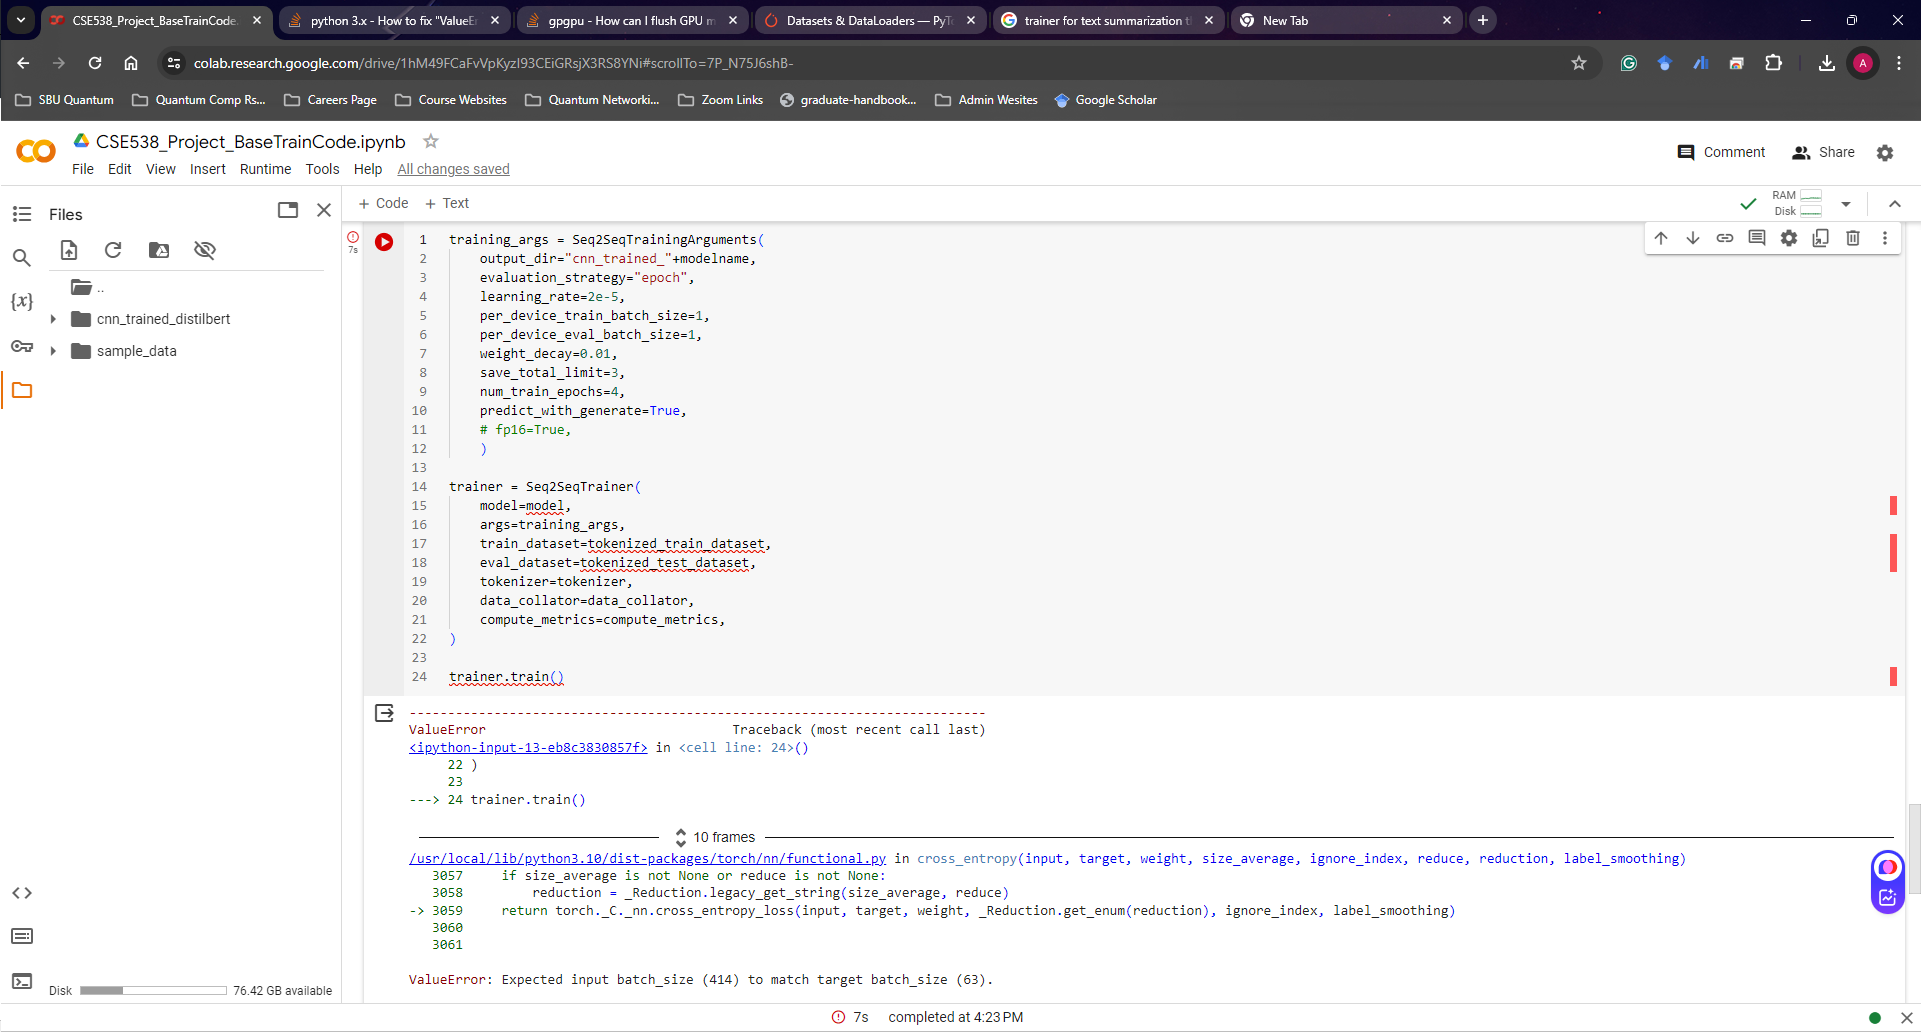 CSE538_Project_BaseTrainCode.
python 3.x - How to fix "ValueEr
gpgpu - How can I flush GPU m
Datasets & DataLoaders — PyTo
trainer for text summarization t
New Tab
colab.research.google.com/drive/1hM49FCaFvVpKyzI93CEiGRsjX3RS8YNi#scrollTo=7P_N75J6shB-
A
SBU Quantum
Quantum Comp Rs...
Careers Page
Course Websites
Quantum Networki...
Zoom Links
graduate-handbook...
Admin Wesites
Google Scholar
CSE538_Project_BaseTrainCode.ipynb
Comment
Share
File Edit View Insert Runtime Tools Help All changes saved
Files
+ Code + Text
RAM
Disk
7s
..
cnn_trained_distilbert
sample_data
{x}
1 training_args = Seq2SeqTrainingArguments(
2 output_dir="cnn_trained_"+modelname,
3 evaluation_strategy="epoch",
4 learning_rate=2e-5,
5 per_device_train_batch_size=1,
6 per_device_eval_batch_size=1,
7 weight_decay=0.01,
8 save_total_limit=3,
9 num_train_epochs=4,
10 predict_with_generate=True,
11 # fp16=True,
12 )
13
14 trainer = Seq2SeqTrainer(
15 model=model,
16 args=training_args,
17 train_dataset=tokenized_train_dataset,
18 eval_dataset=tokenized_test_dataset,
19 tokenizer=tokenizer,
20 data_collator=data_collator,
21 compute_metrics=compute_metrics,
22 )
23
24 trainer.train()
---------------------------------------------------------------------------
ValueError Traceback (most recent call last)
<ipython-input-13-eb8c3830857f> in <cell line: 24>()
22 )
23
---> 24 trainer.train()
10 frames
/usr/local/lib/python3.10/dist-packages/torch/nn/functional.py in cross_entropy(input, target, weight, size_average, ignore_index, reduce, reduction, label_smoothing)
3057 if size_average is not None or reduce is not None:
3058 reduction = _Reduction.legacy_get_string(size_average, reduce)
-> 3059 return torch._C._nn.cross_entropy_loss(input, target, weight, _Reduction.get_enum(reduction), ignore_index, label_smoothing)
3060
3061
ValueError: Expected input batch_size (414) to match target batch_size (63).
Disk 76.42 GB available
7s completed at 4:23 PM